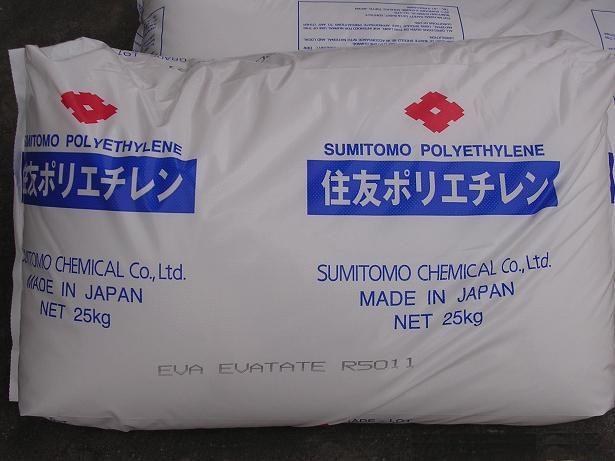 SUMITOMO POLYETHYLENE
住友ポリエチレン
SUMITOMO CHEMICAL Co., Ltd.
MADE IN JAPAN
NET 25kg
SUMITOMO POLYETHYLENE
住友ポリエチレン
SUMITOMO CHEMICAL Co., Ltd.
MADE IN JAPAN
NET 25kg
EVA EVATATE R5011